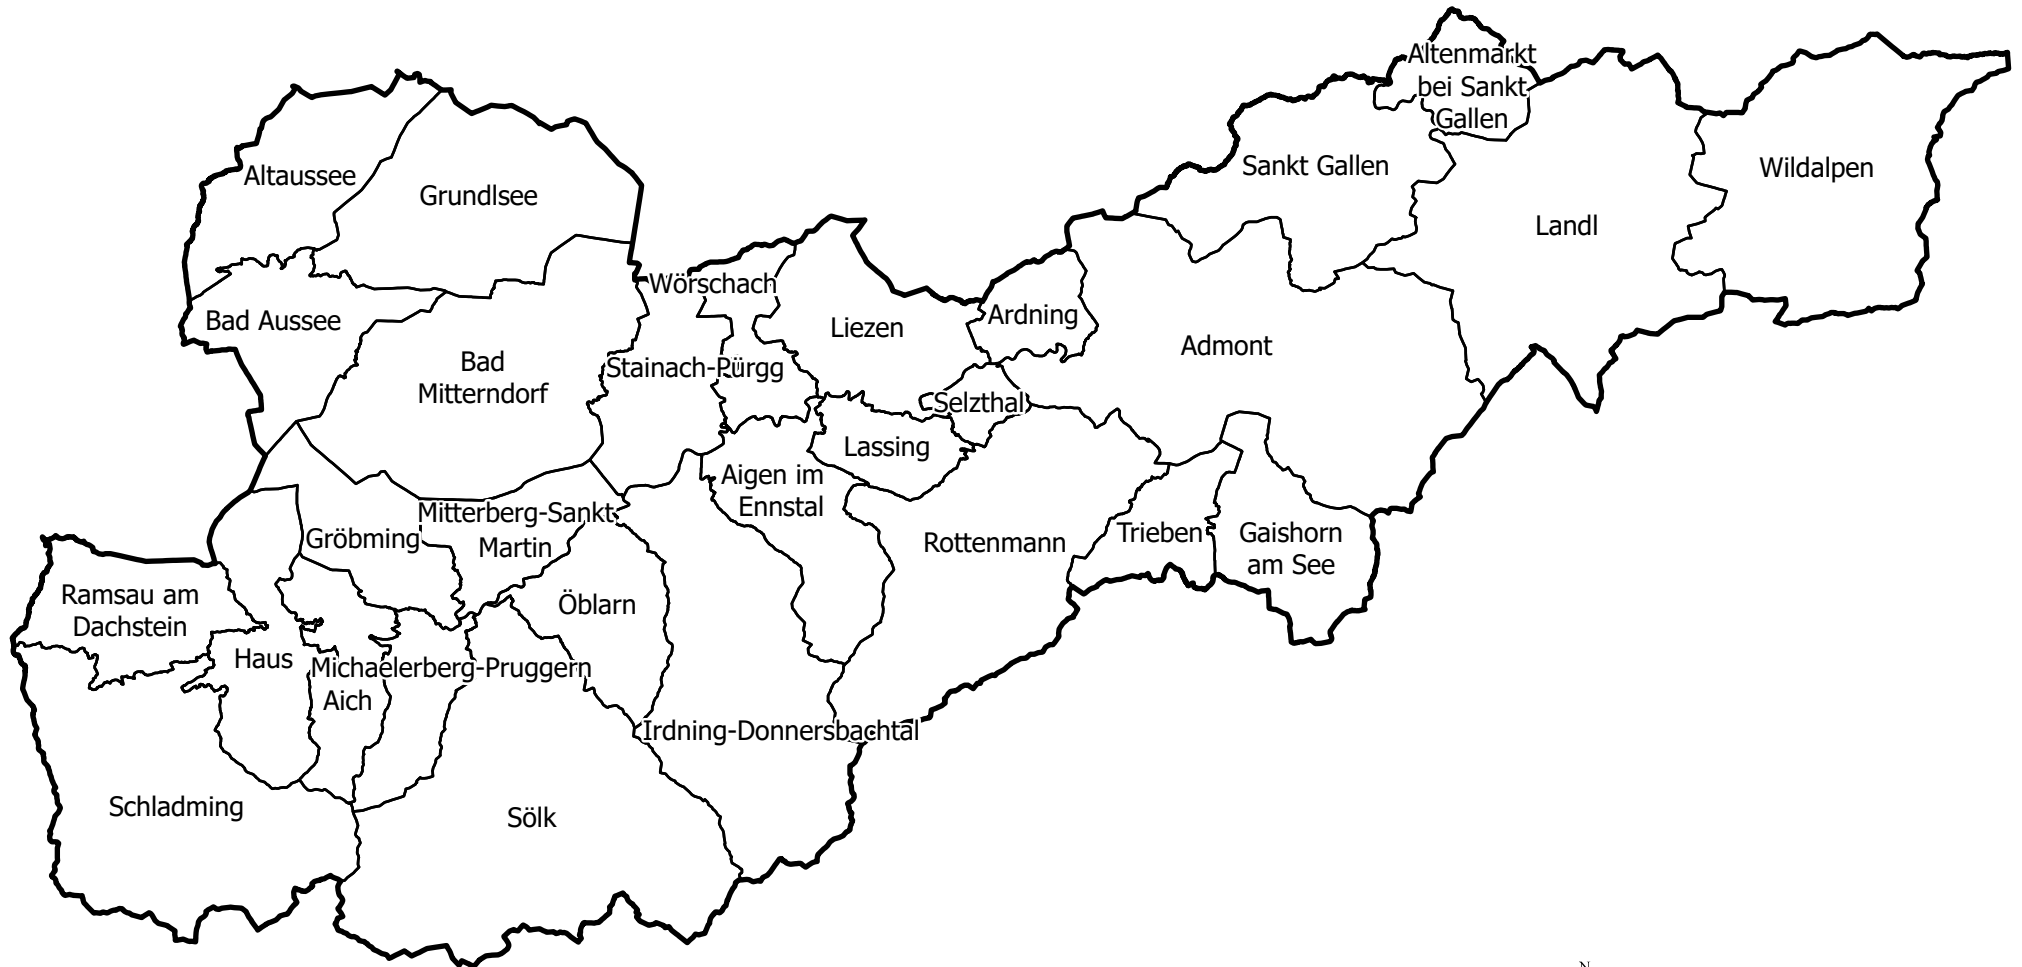 Altenmarkt
bei Sankt
Gallen
Altaussee
Grundlsee
Sankt Gallen
Wildalpen
Landl
Wörschach
Bad Aussee
Liezen
Ardning
Admont
Bad
Mitterndorf
Stainach-Pürgg
Selzthal
Lassing
Aigen im
Ennstal
Mitterberg-Sankt
Martin
Gröbming
Rottenmann
Trieben
Gaishorn
am See
Ramsau am
Dachstein
Öblarn
Haus
Michaelerberg-Pruggern
Aich
Irdning-Donnersbachtal
Schladming
Sölk
N